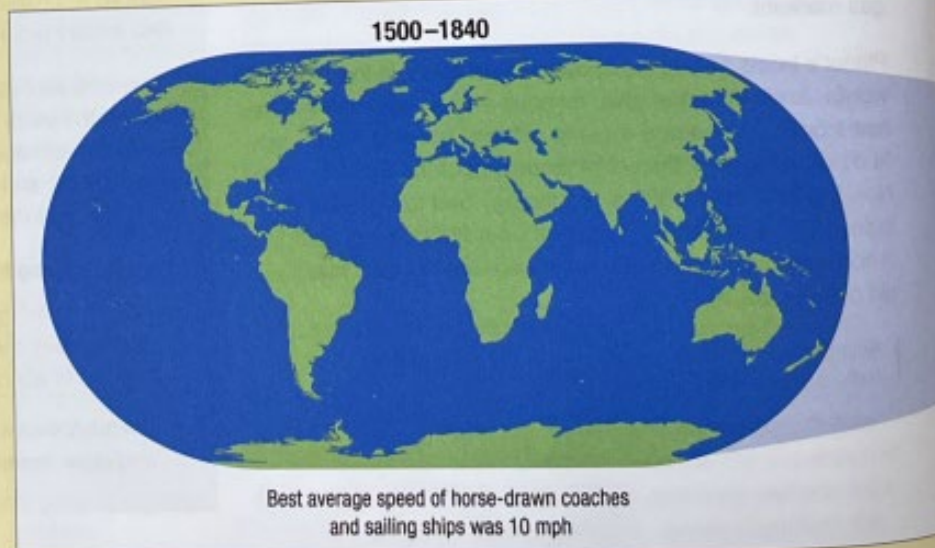 1500–1840
Best average speed of horse-drawn coaches
and sailing ships was 10 mph